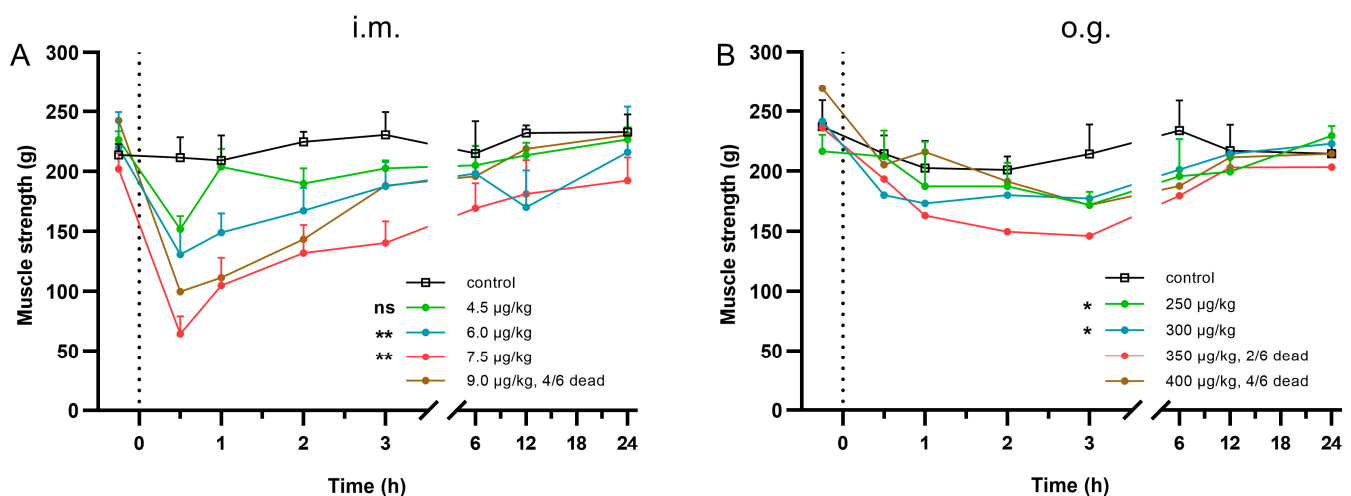 i.m.
A
300
250
200
150
100
50
0
Muscle strength (g)
control
ns 4.5 µg/kg
** 6.0 µg/kg
** 7.5 µg/kg
9.0 µg/kg, 4/6 dead
0 1 2 3 6 12 18 24
Time (h)
o.g.
B
300
250
200
150
100
50
0
Muscle strength (g)
control
* 250 µg/kg
* 300 µg/kg
350 µg/kg, 2/6 dead
400 µg/kg, 4/6 dead
0 1 2 3 6 12 18 24
Time (h)